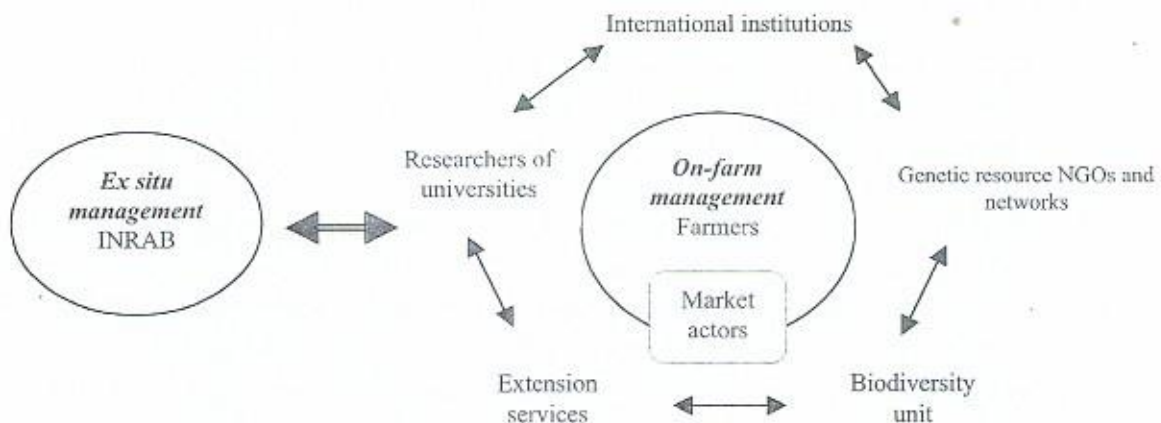 International institutions
Ex situ
management
INRAB
Researchers of
universities
On-farm
management
Farmers
Genetic resource NGOs and
networks
Market
actors
Extension
services
Biodiversity
unit